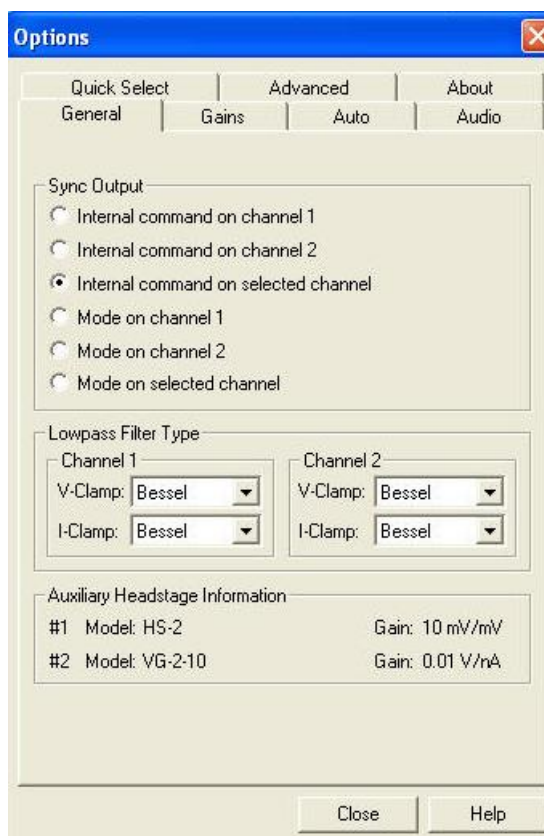 Options
Quick Select Advanced About
General Gains Auto Audio
Sync Output
Internal command on channel 1
Internal command on channel 2
Internal command on selected channel
Mode on channel 1
Mode on channel 2
Mode on selected channel
Lowpass Filter Type
Channel 1 Channel 2
V-Clamp: Bessel V-Clamp: Bessel
I-Clamp: Bessel I-Clamp: Bessel
Auxiliary Headstage Information
#1 Model: HS-2 Gain: 10 mV/mV
#2 Model: VG-2-10 Gain: 0.01 V/nA
Close Help